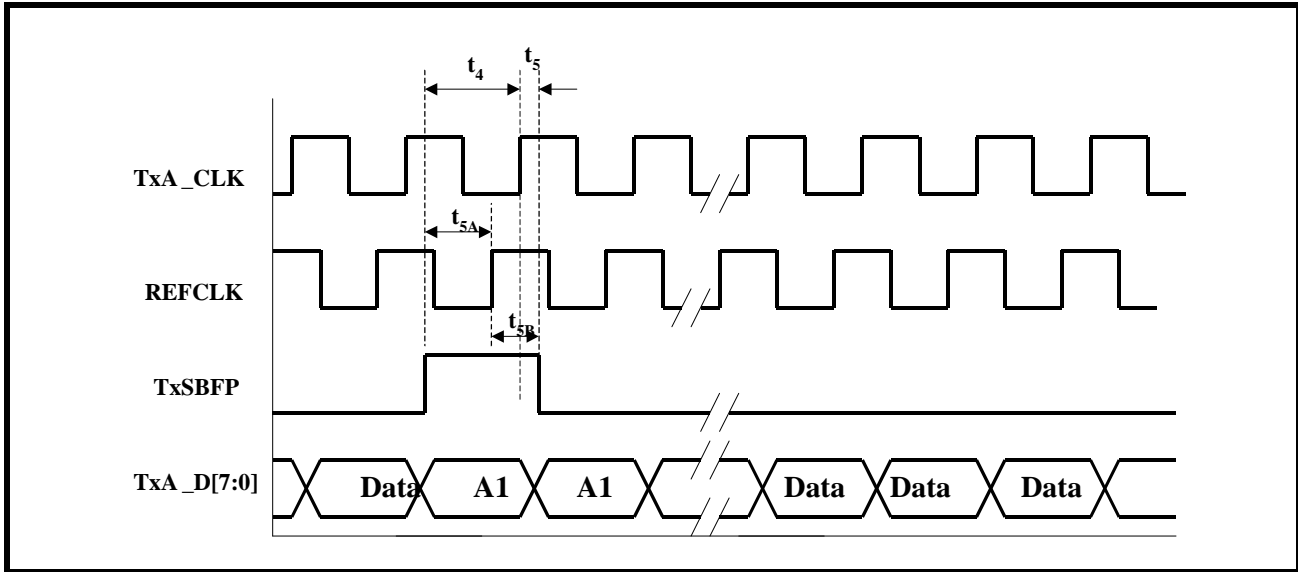 t4
t5
TxA_CLK
t5A
REFCLK
t5B
TxSBFP
TxA_D[7:0]
Data A1 A1 Data Data Data